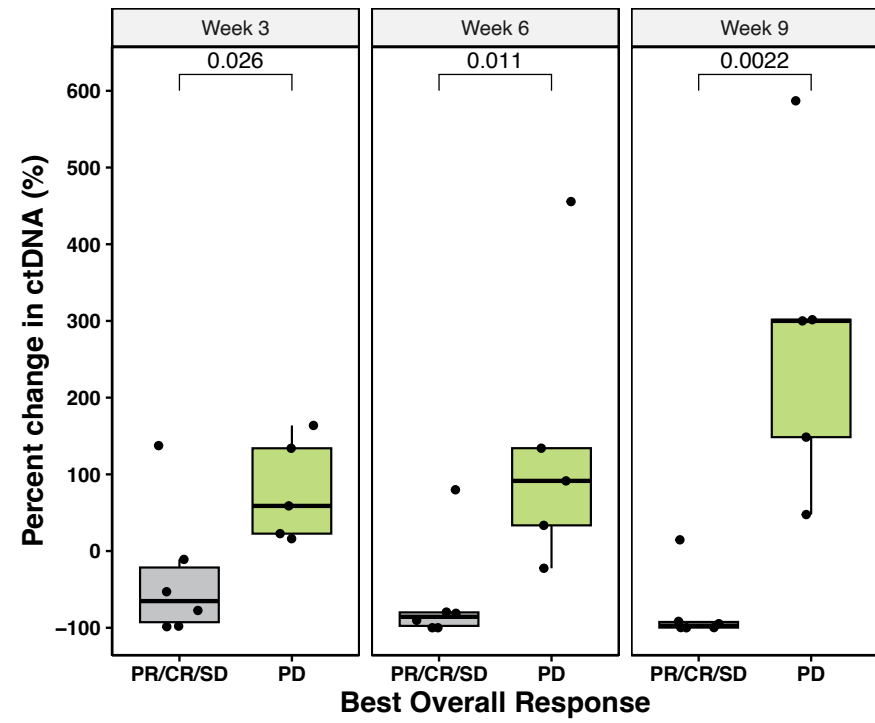 Week 3 Week 6 Week 9
0.026 0.011 0.0022
600
500
400
300
200
100
0
−100
Percent change in ctDNA (%)
PR/CR/SD PD PR/CR/SD PD PR/CR/SD PD
Best Overall Response